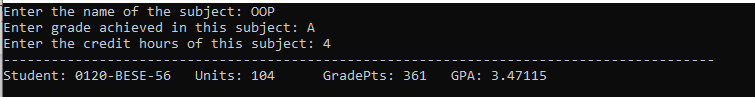 Enter the name of the subject: OOP
Enter grade achieved in this subject: A
Enter the credit hours of this subject: 4
-----------------------------------------------------------------------------------------
Student: 0120-BESE-56   Units: 104      GradePts: 361   GPA: 3.47115